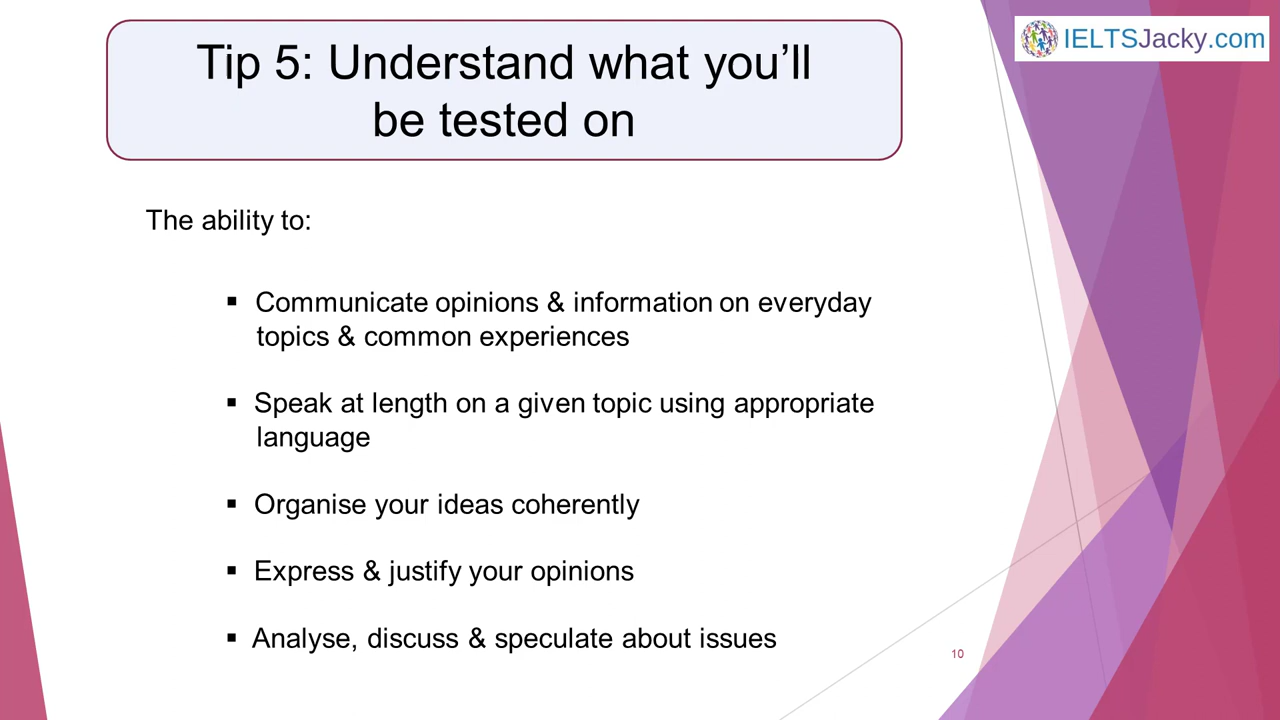 IELTSJacky.com
Tip 5: Understand what you’ll
be tested on
The ability to:
▪ Communicate opinions & information on everyday
topics & common experiences
▪ Speak at length on a given topic using appropriate
language
▪ Organise your ideas coherently
▪ Express & justify your opinions
▪ Analyse, discuss & speculate about issues
10